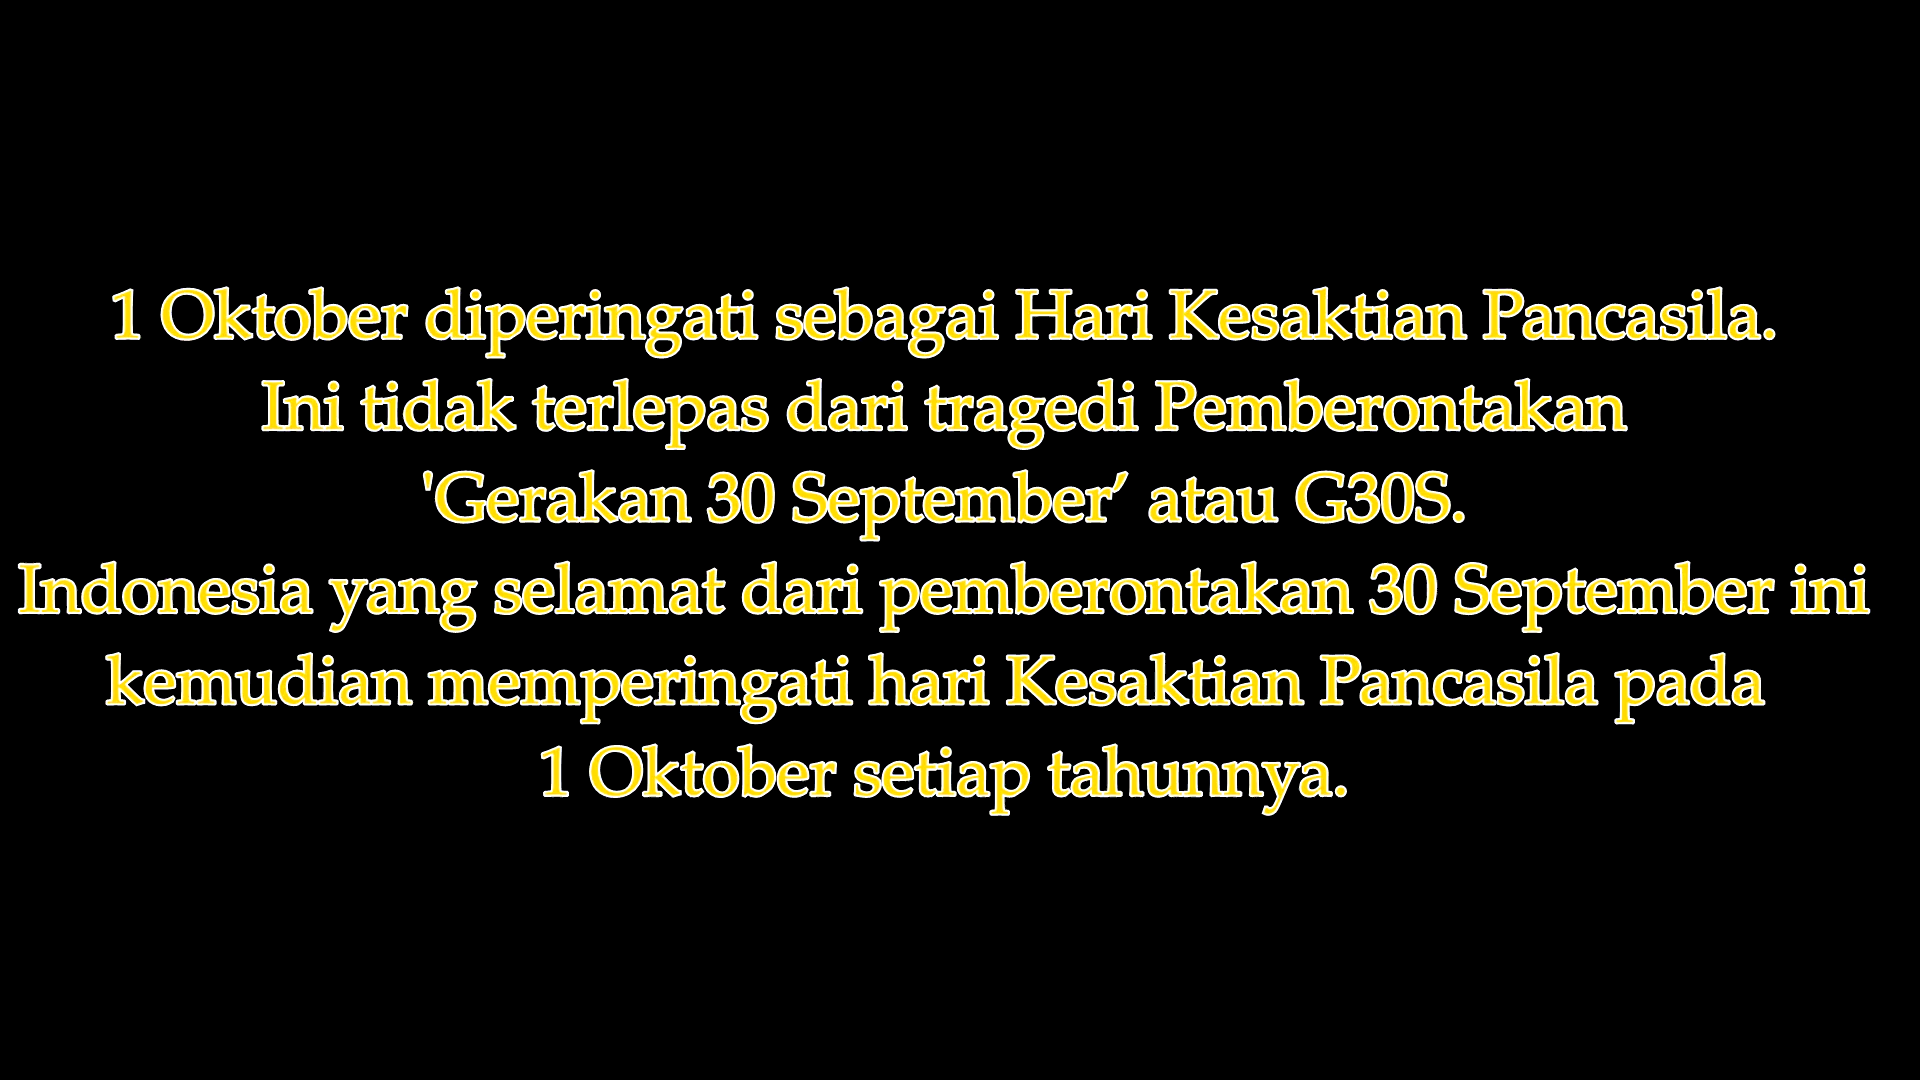 1 Oktober diperingati sebagai Hari Kesaktian Pancasila.
Ini tidak terlepas dari tragedi Pemberontakan
'Gerakan 30 September’ atau G30S.
Indonesia yang selamat dari pemberontakan 30 September ini
kemudian memperingati hari Kesaktian Pancasila pada
1 Oktober setiap tahunnya.